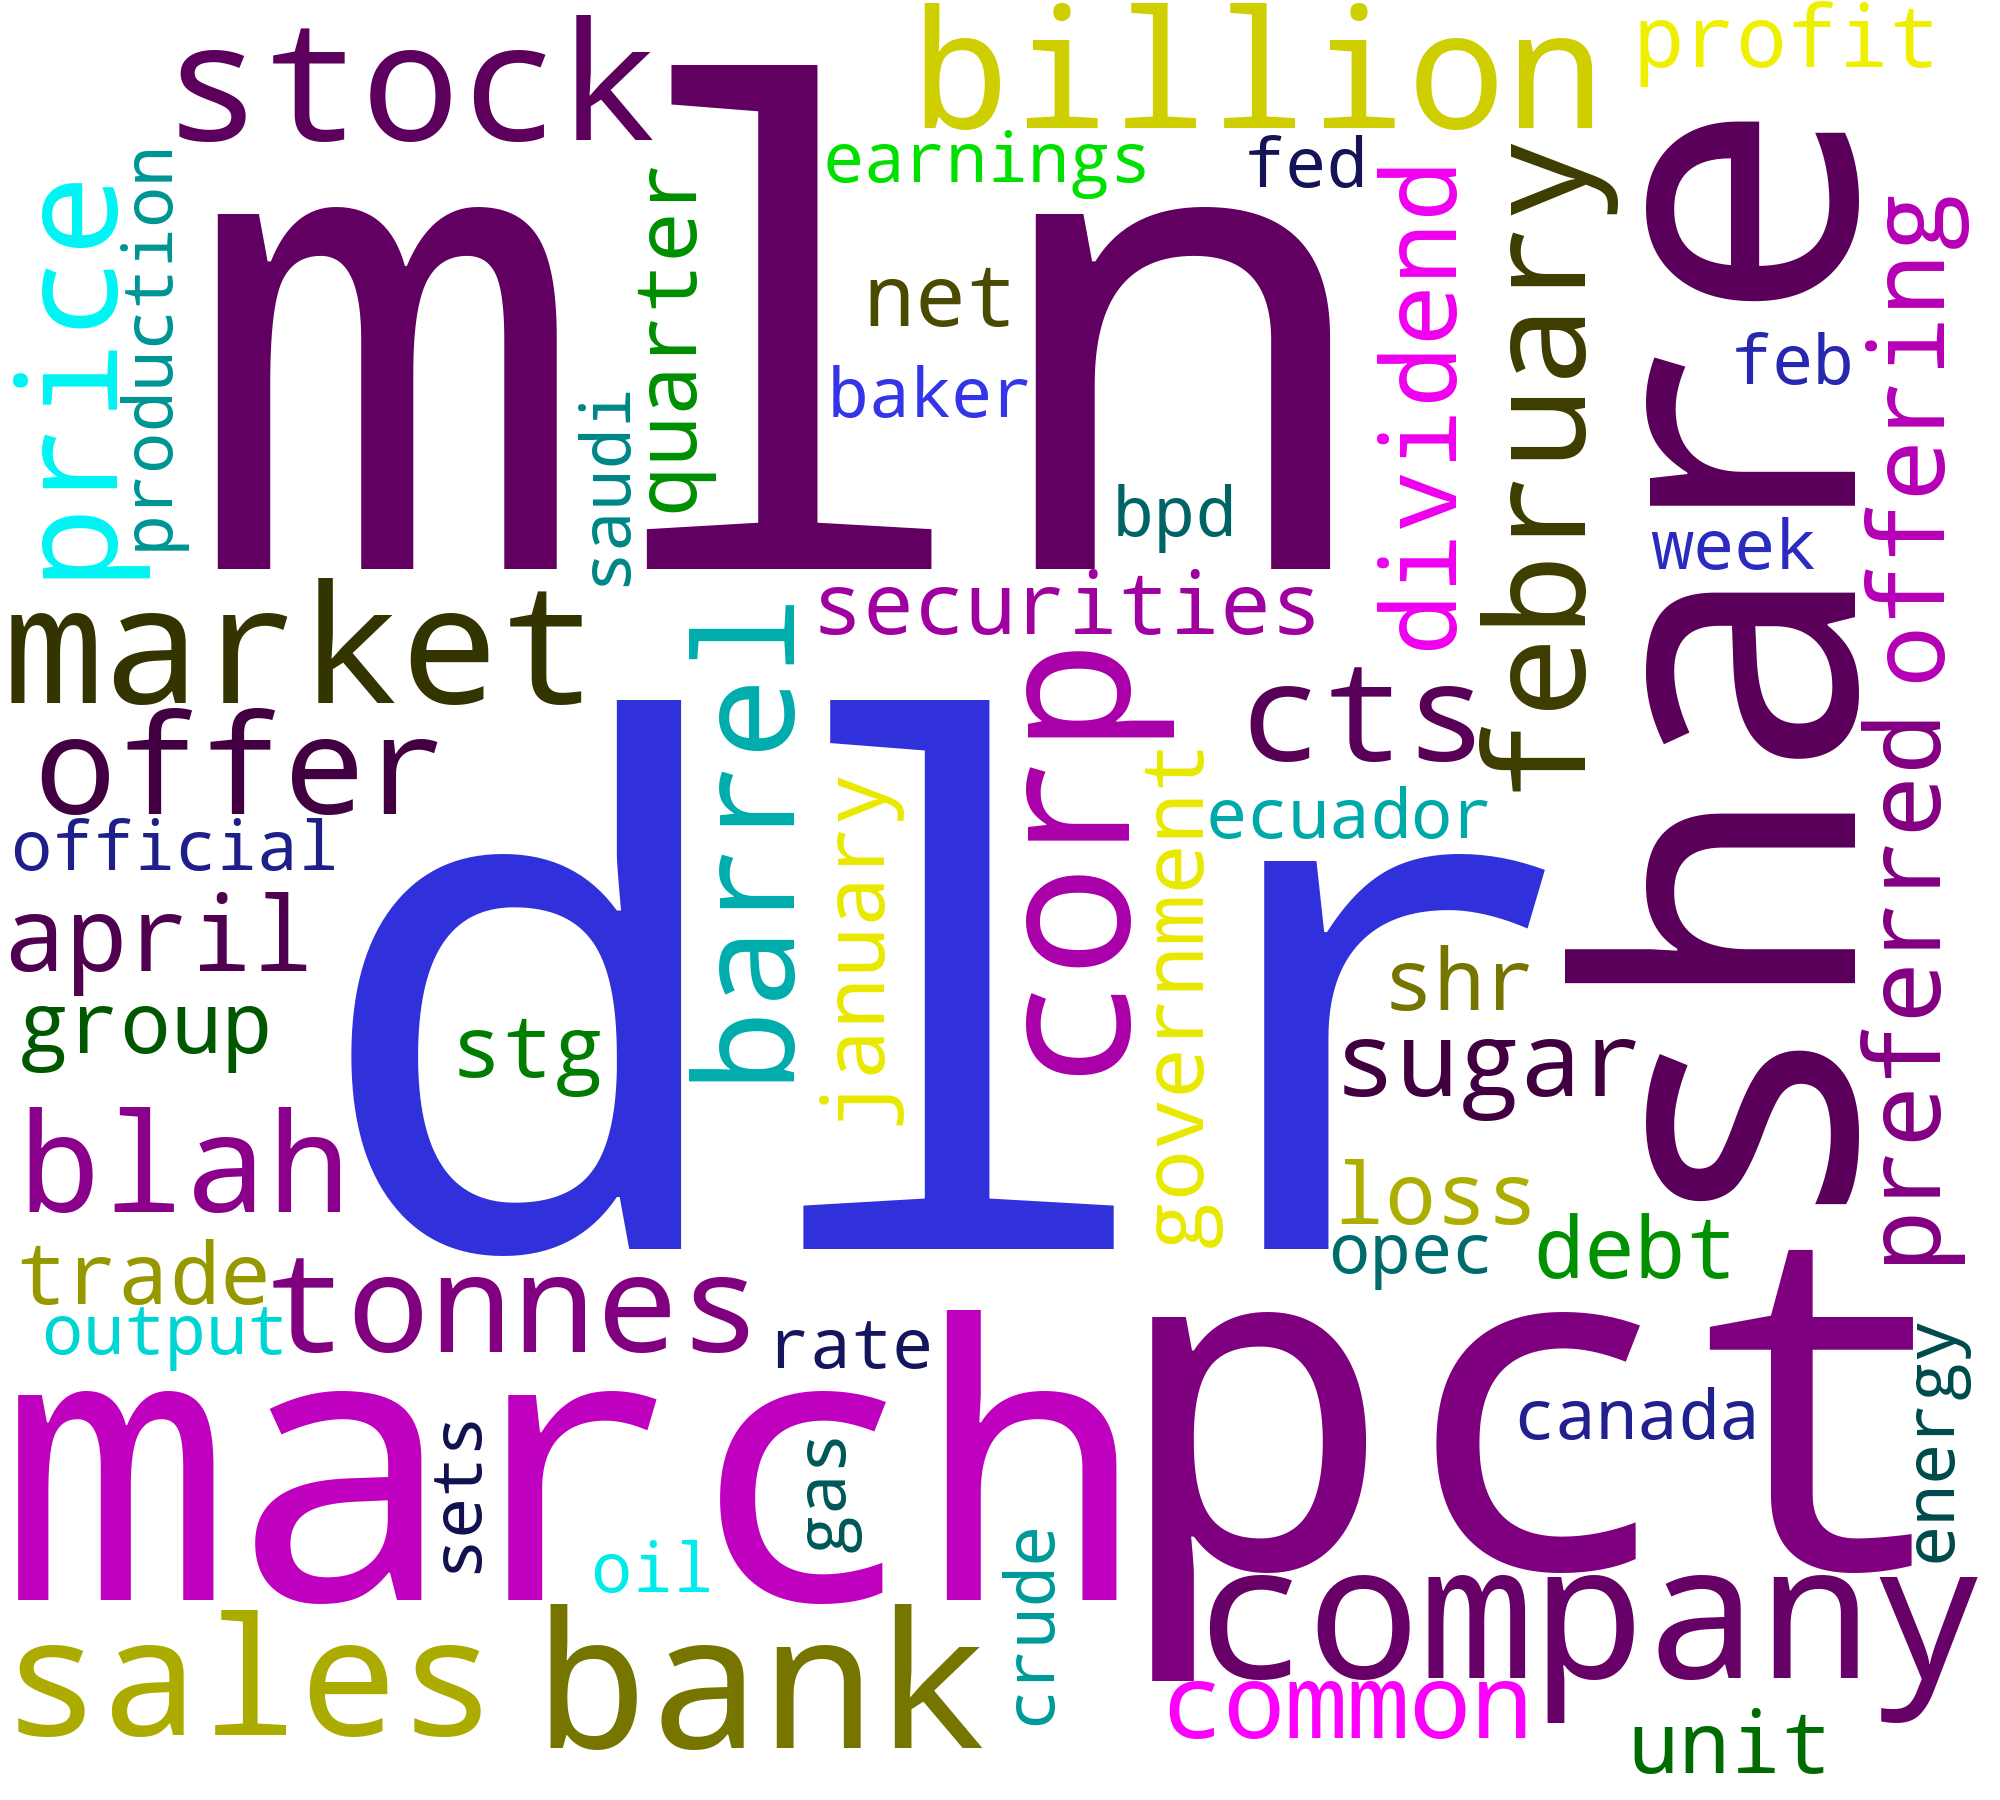 stock
billion
profit
mln
earnings
fed
price
production
quarter
net
dividend
february
share
offering
feb
baker
saudi
bpd
week
market
securities
barrel
corp
cts
offer
dlr
january
government
ecuador
preferred
official
april
shr
group
stg
sugar
blah
loss
opec
debt
trade
tonnes
output
rate
march
pct
energy
canada
sets
gas
oil
crude
company
sales
bank
common
unit